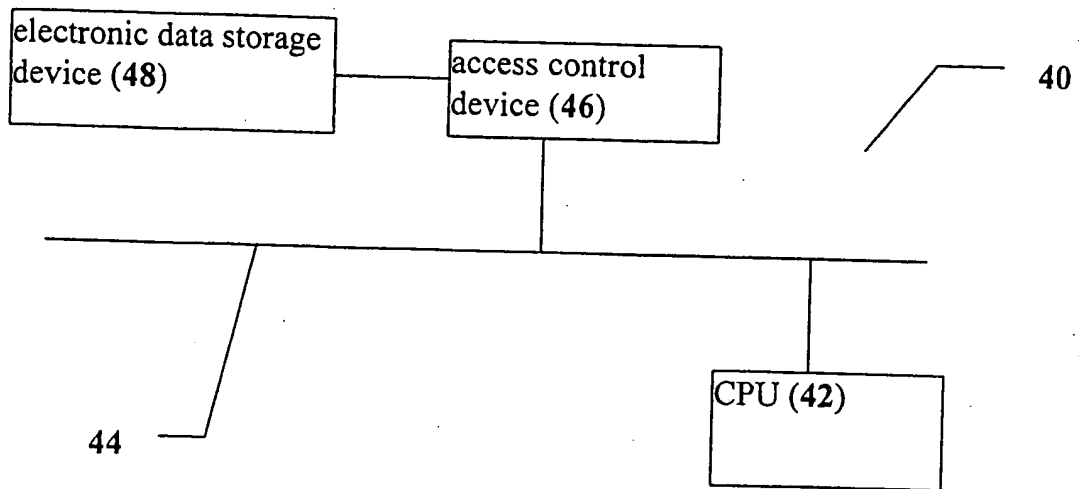 electronic data storage
device (48)
access control
device (46)
40
44
CPU (42)